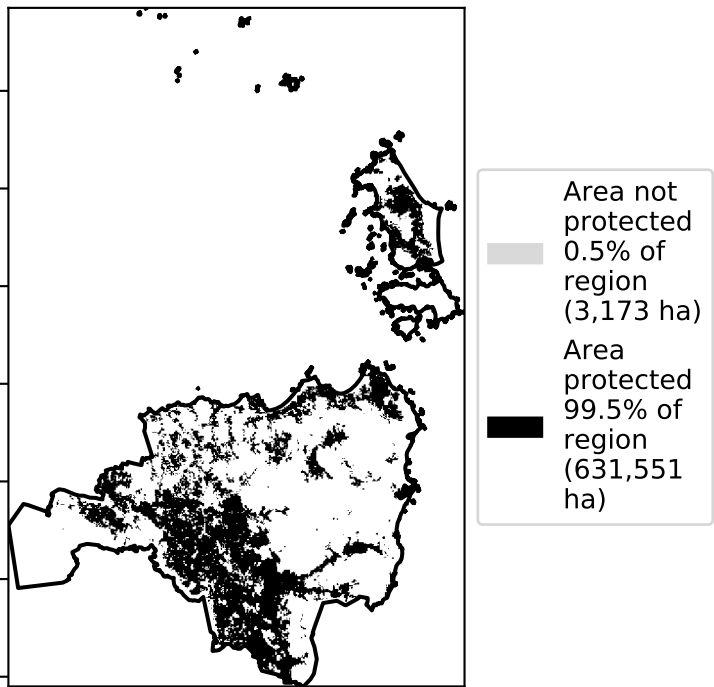 Area not
protected
0.5% of
region
(3,173 ha)
Area
protected
99.5% of
region
(631,551
ha)